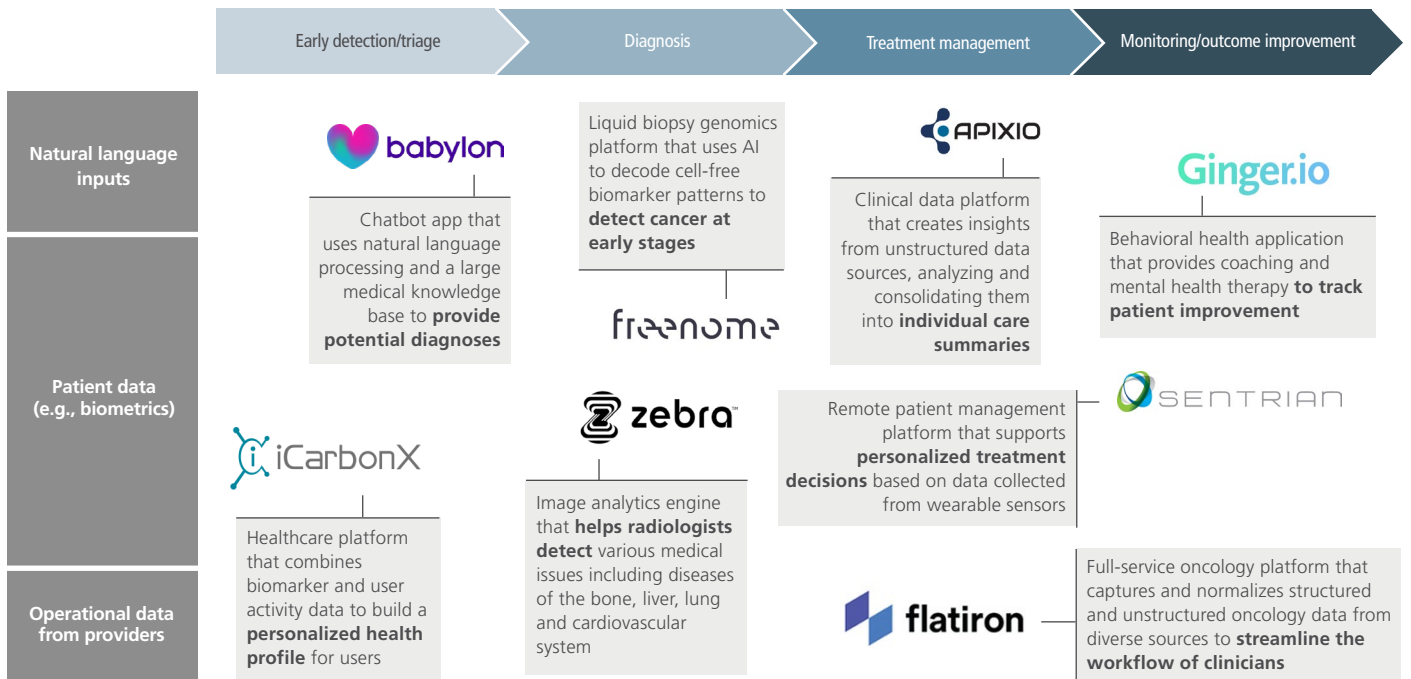 Early detection/triage
Diagnosis
Treatment management
Monitoring/outcome improvement
Natural language
inputs
babylon
Chatbot app that
uses natural language
processing and a large
medical knowledge
base to provide
potential diagnoses
Liquid biopsy genomics
platform that uses AI
to decode cell-free
biomarker patterns to
detect cancer at
early stages
freenome
APIXIO
Clinical data platform
that creates insights
from unstructured data
sources, analyzing and
consolidating them
into individual care
summaries
Ginger.io
Behavioral health application
that provides coaching and
mental health therapy to track
patient improvement
Patient data
(e.g., biometrics)
iCarbonX
Healthcare platform
that combines
biomarker and user
activity data to build a
personalized health
profile for users
zebra™
Image analytics engine
that helps radiologists
detect various medical
issues including diseases
of the bone, liver, lung
and cardiovascular
system
SENTRIAN
Remote patient management
platform that supports
personalized treatment
decisions based on data collected
from wearable sensors
Operational data
from providers
flatiron
Full-service oncology platform that
captures and normalizes structured
and unstructured oncology data from
diverse sources to streamline the
workflow of clinicians